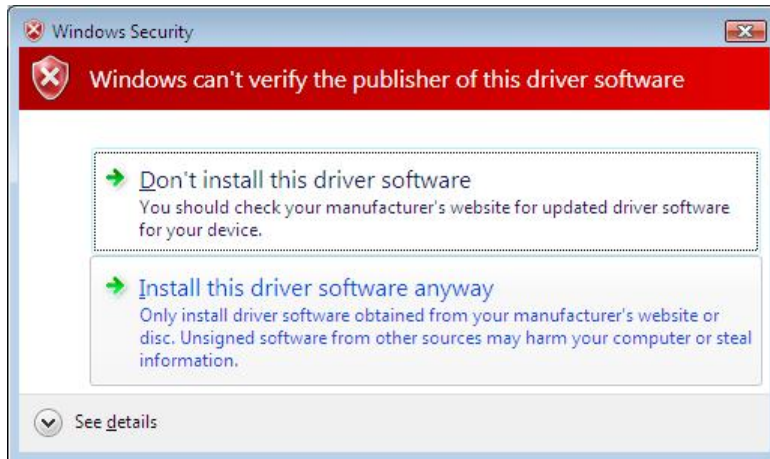 Windows Security
Windows can't verify the publisher of this driver software
Don't install this driver software
You should check your manufacturer's website for updated driver software
for your device.
Install this driver software anyway
Only install driver software obtained from your manufacturer's website or
disc. Unsigned software from other sources may harm your computer or steal
information.
See details